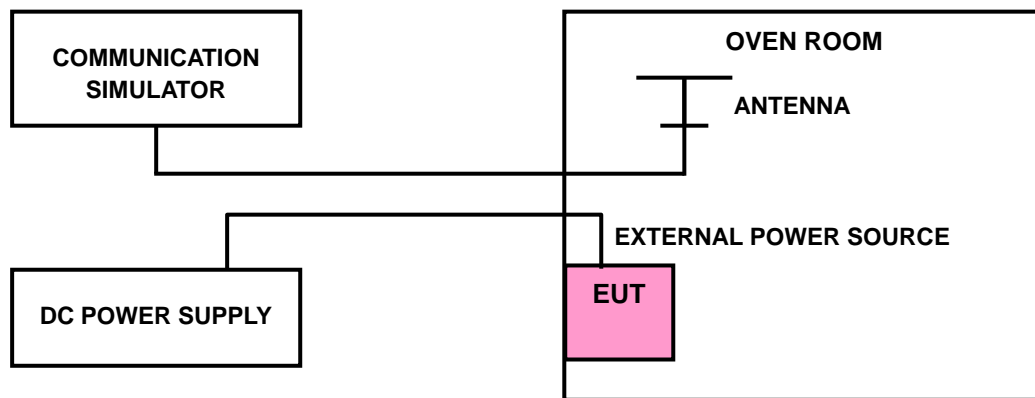 COMMUNICATION
SIMULATOR
OVEN ROOM
ANTENNA
EXTERNAL POWER SOURCE
DC POWER SUPPLY
EUT